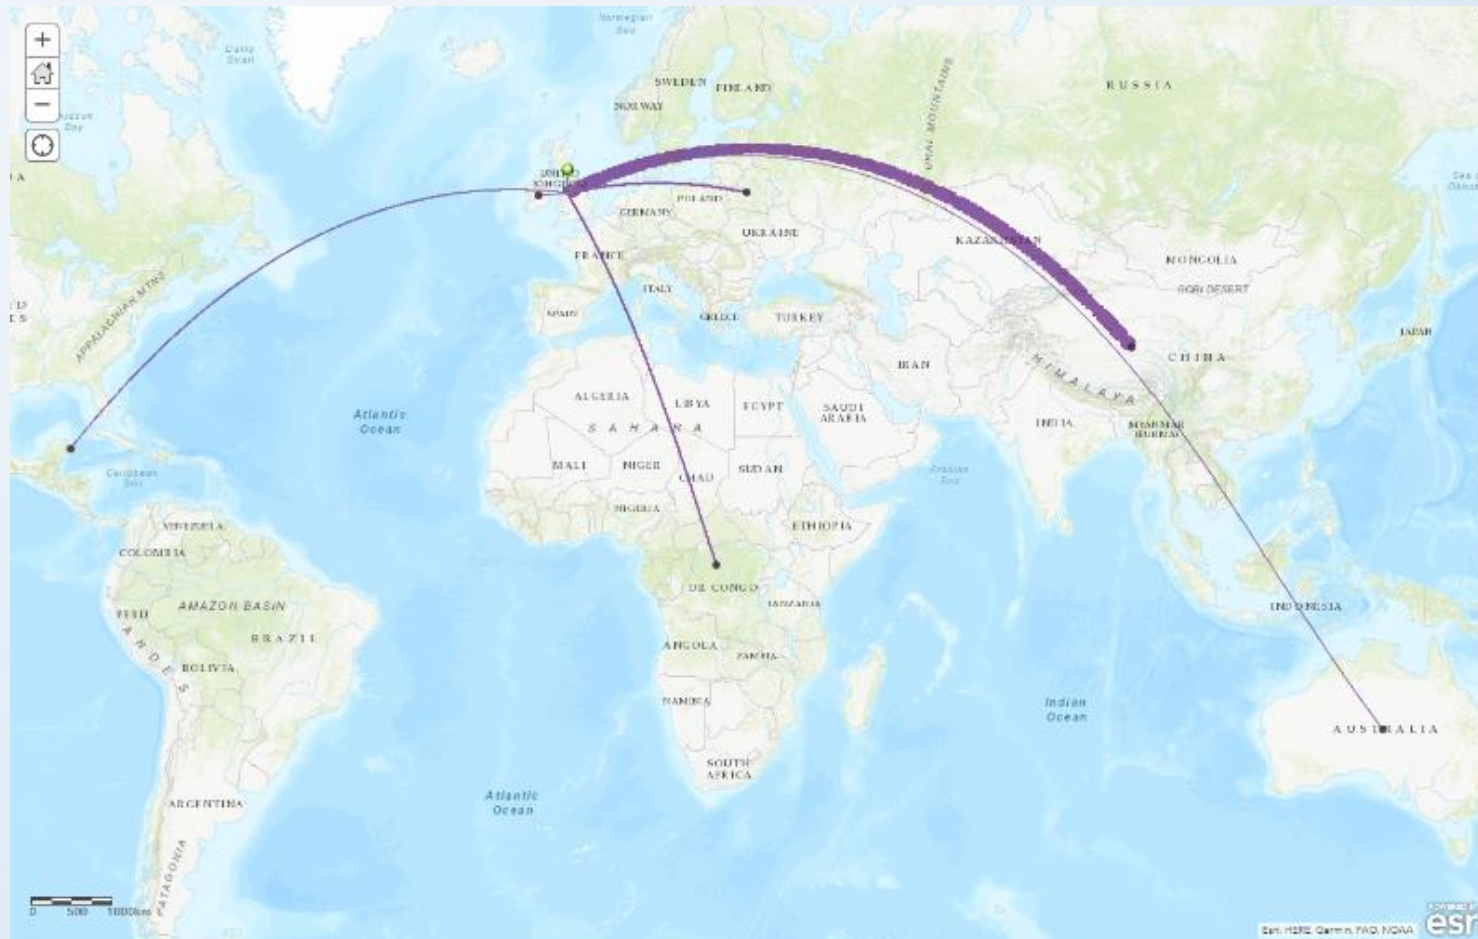 +
−
Norwegian
Sea
SWEDEN
FINLAND
NORWAY
RUSSIA
URAL MOUNTAINS
UNITED
KINGDOM
POLAND
GERMANY
UKRAINE
KAZAKHSTAN
FRANCE
MONGOLIA
GOBI DESERT
ITALY
APPALACHIAN MTNS
SPAIN
GREECE
TURKEY
JAPAN
CHINA
IRAN
HIMALAYA
ALGERIA
LIBYA
EGYPT
SAUDI
ARABIA
Atlantic
Ocean
SAHARA
INDIA
MYANMAR
(BURMA)
MALI
NIGER
CHAD
SUDAN
Arabian
Sea
Caribbean
Sea
NIGERIA
VENEZUELA
ETHIOPIA
COLOMBIA
DR CONGO
AMAZON BASIN
PERU
TANZANIA
INDONESIA
BRAZIL
ANDES
ANGOLA
ZAMBIA
BOLIVIA
NAMIBIA
Indian
Ocean
AUSTRALIA
SOUTH
AFRICA
Atlantic
Ocean
ARGENTINA
PATAGONIA
0 500 1000km
POWERED BY
esri
Esri, HERE, Garmin, FAO, NOAA